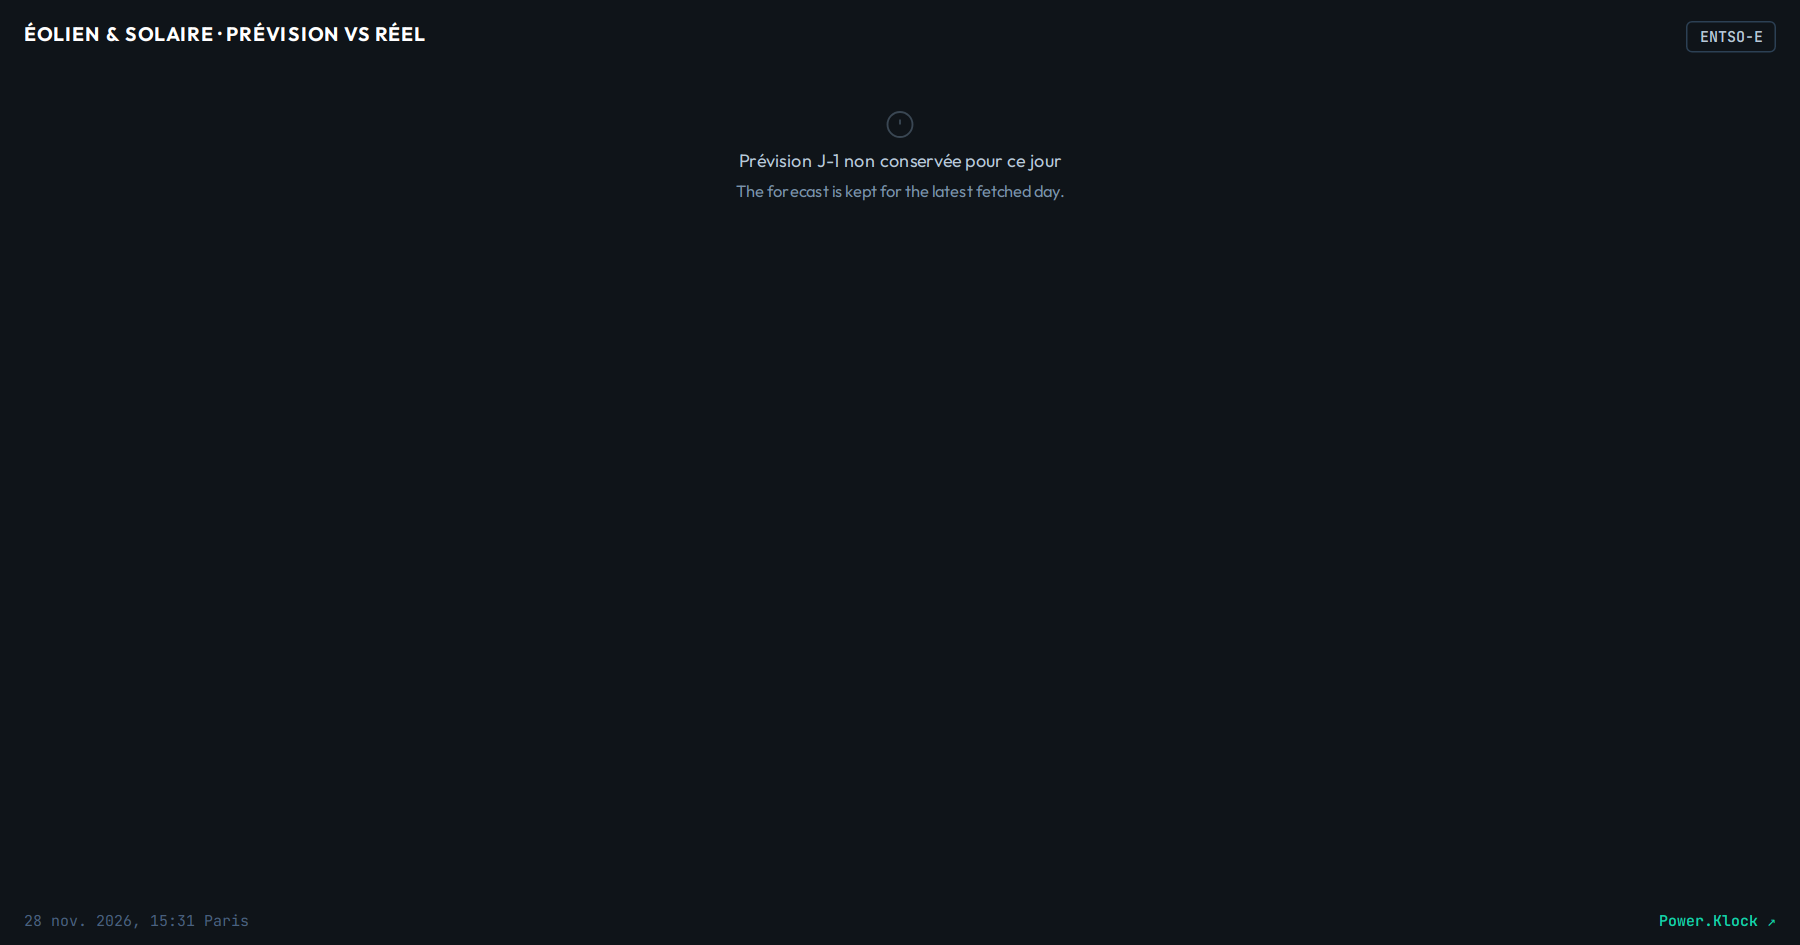 ÉOLIEN & SOLAIRE · PRÉVISION VS RÉEL
ENTSO-E
Prévision J-1 non conservée pour ce jour
The forecast is kept for the latest fetched day.
28 nov. 2026, 15:31 Paris
Power.Klock ↗